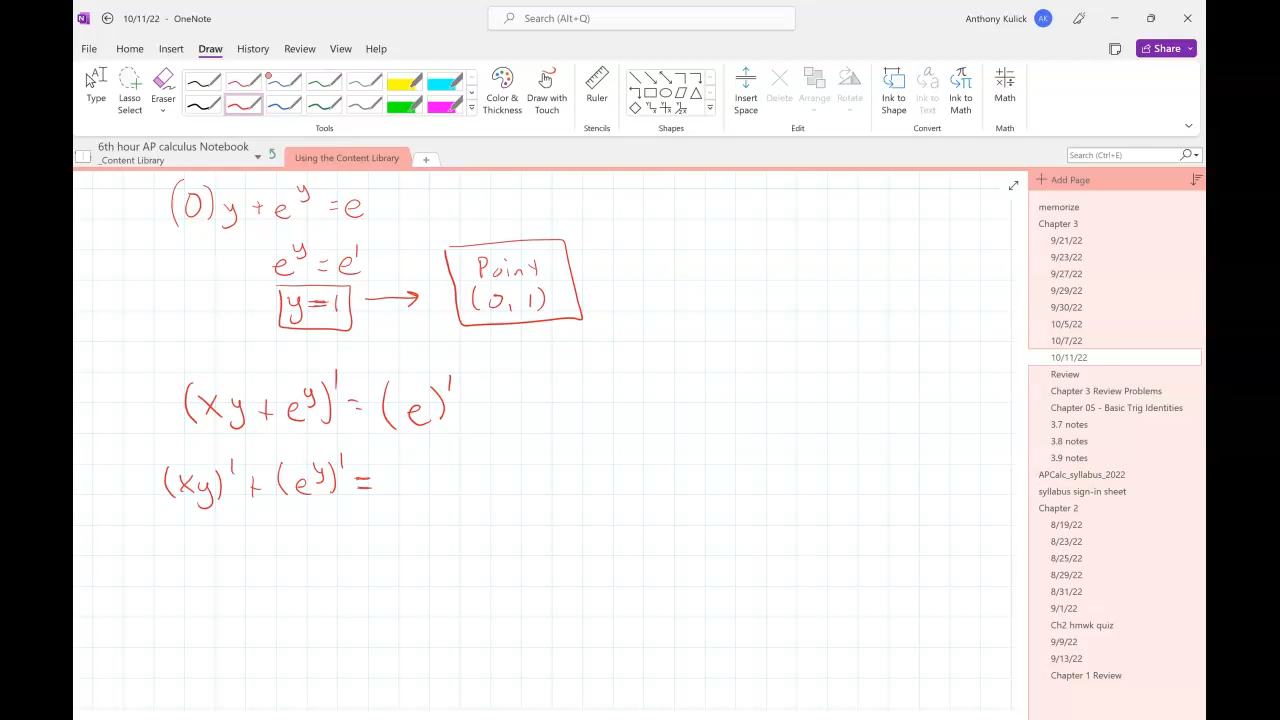 10/11/22 - OneNote
Search (Alt+Q)
Anthony Kulick
AK
File Home Insert Draw History Review View Help
Share
Type
Lasso Select
Eraser
Color & Thickness
Draw with Touch
Ruler
Insert Space
Delete
Arrange
Rotate
Ink to Shape
Ink to Text
Ink to Math
Math
Tools
Stencils
Shapes
Edit
Convert
Math
6th hour AP calculus Notebook
_Content Library
Using the Content Library
+
Search (Ctrl+E)
(0)y + e^y = e
e^y = e^1
y = 1
Point
(0, 1)
(xy + e^y)' = (e)'
(xy)' + (e^y)' =
Add Page
memorize
Chapter 3
9/21/22
9/23/22
9/27/22
9/29/22
9/30/22
10/5/22
10/7/22
10/11/22
Review
Chapter 3 Review Problems
Chapter 05 - Basic Trig Identities
3.7 notes
3.8 notes
3.9 notes
APCalc_syllabus_2022
syllabus sign-in sheet
Chapter 2
8/19/22
8/23/22
8/25/22
8/29/22
8/31/22
9/1/22
Ch2 hmwk quiz
9/9/22
9/13/22
Chapter 1 Review